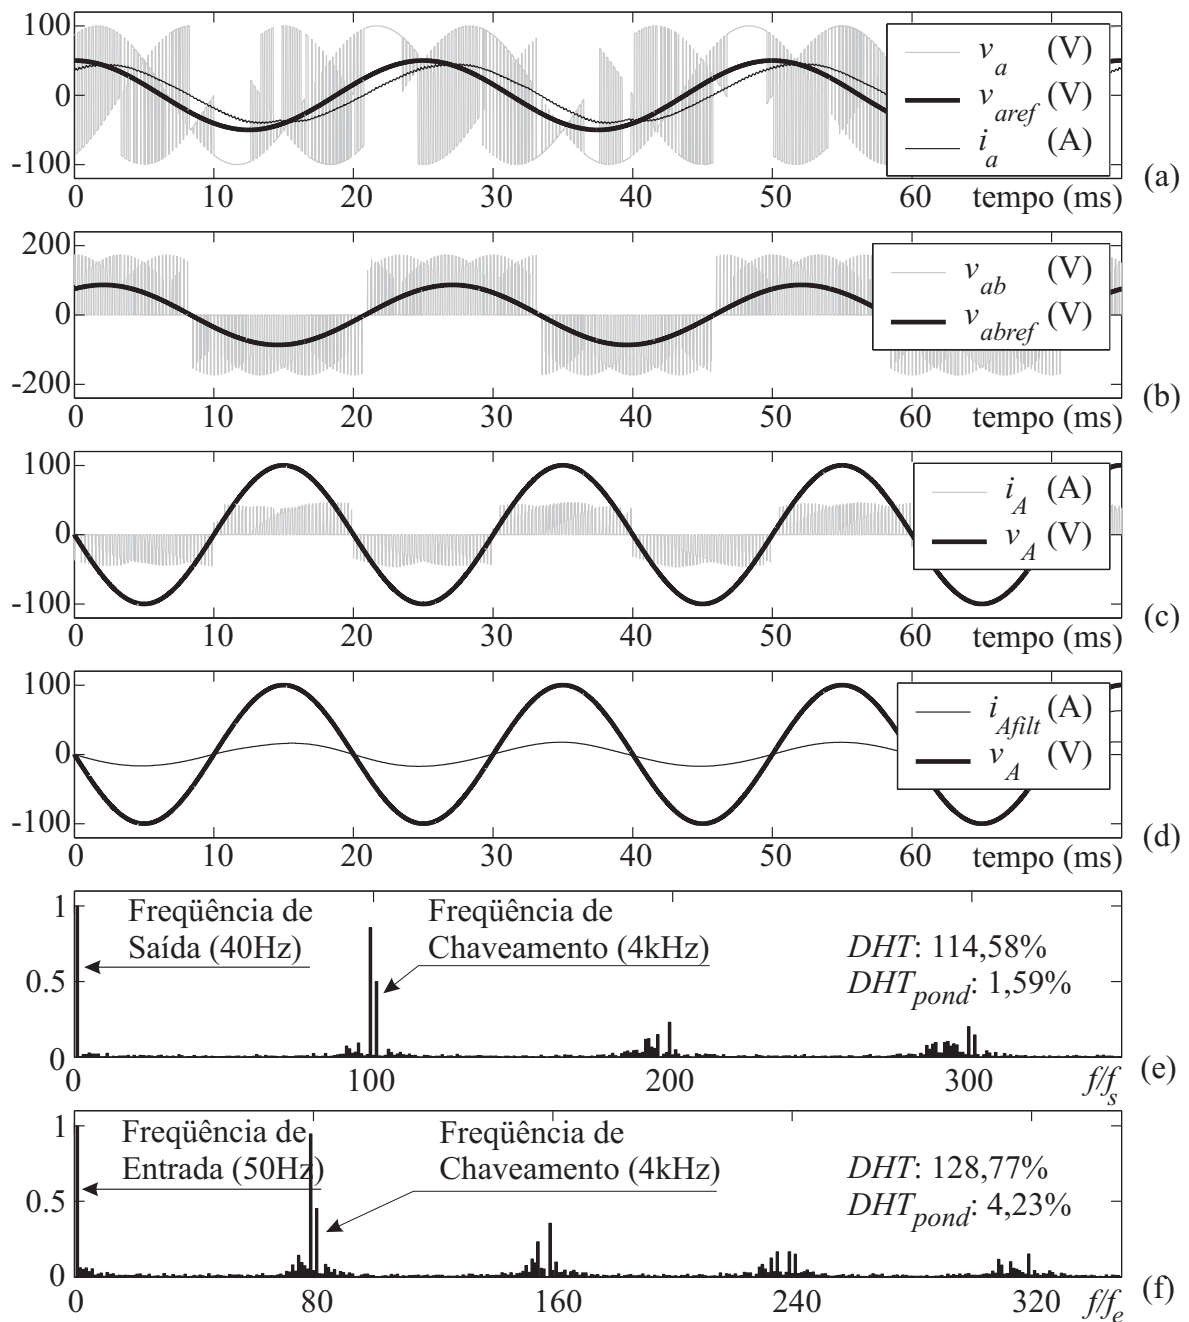 100
0
-100
v_a (V)
v_aref (V)
i_a (A)
0 10 20 30 40 50 60 tempo (ms)
(a)
200
0
-200
v_ab (V)
v_abref (V)
0 10 20 30 40 50 60 tempo (ms)
(b)
100
0
-100
i_A (A)
v_A (V)
0 10 20 30 40 50 60 tempo (ms)
(c)
100
0
-100
i_Afilt (A)
v_A (V)
0 10 20 30 40 50 60 tempo (ms)
(d)
1
0.5
0
Freqüência de
Saída (40Hz)
Freqüência de
Chaveamento (4kHz)
DHT: 114,58%
DHT_pond: 1,59%
0 100 200 300 f/f_s
(e)
1
0.5
0
Freqüência de
Entrada (50Hz)
Freqüência de
Chaveamento (4kHz)
DHT: 128,77%
DHT_pond: 4,23%
0 80 160 240 320 f/f_e
(f)